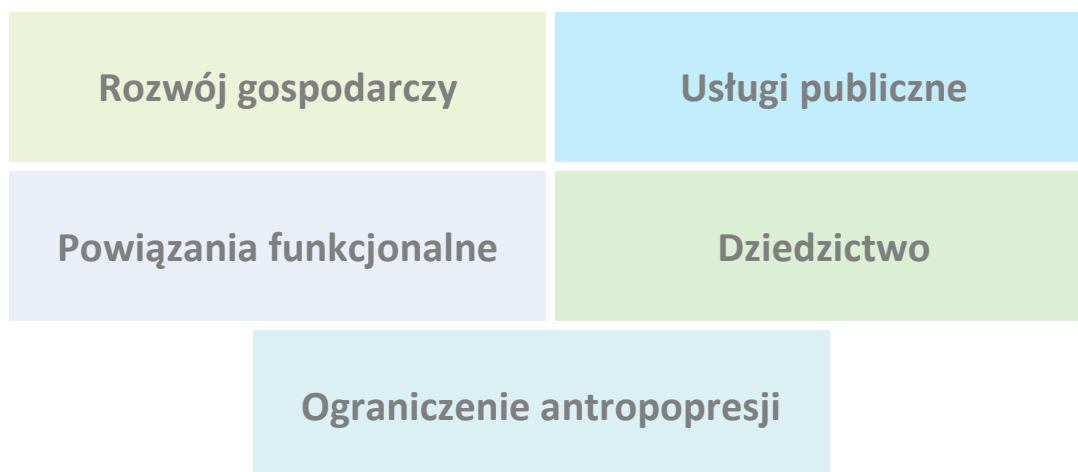 Rozwój gospodarczy
Usługi publiczne
Powiązania funkcjonalne
Dziedzictwo
Ograniczenie antropopresji